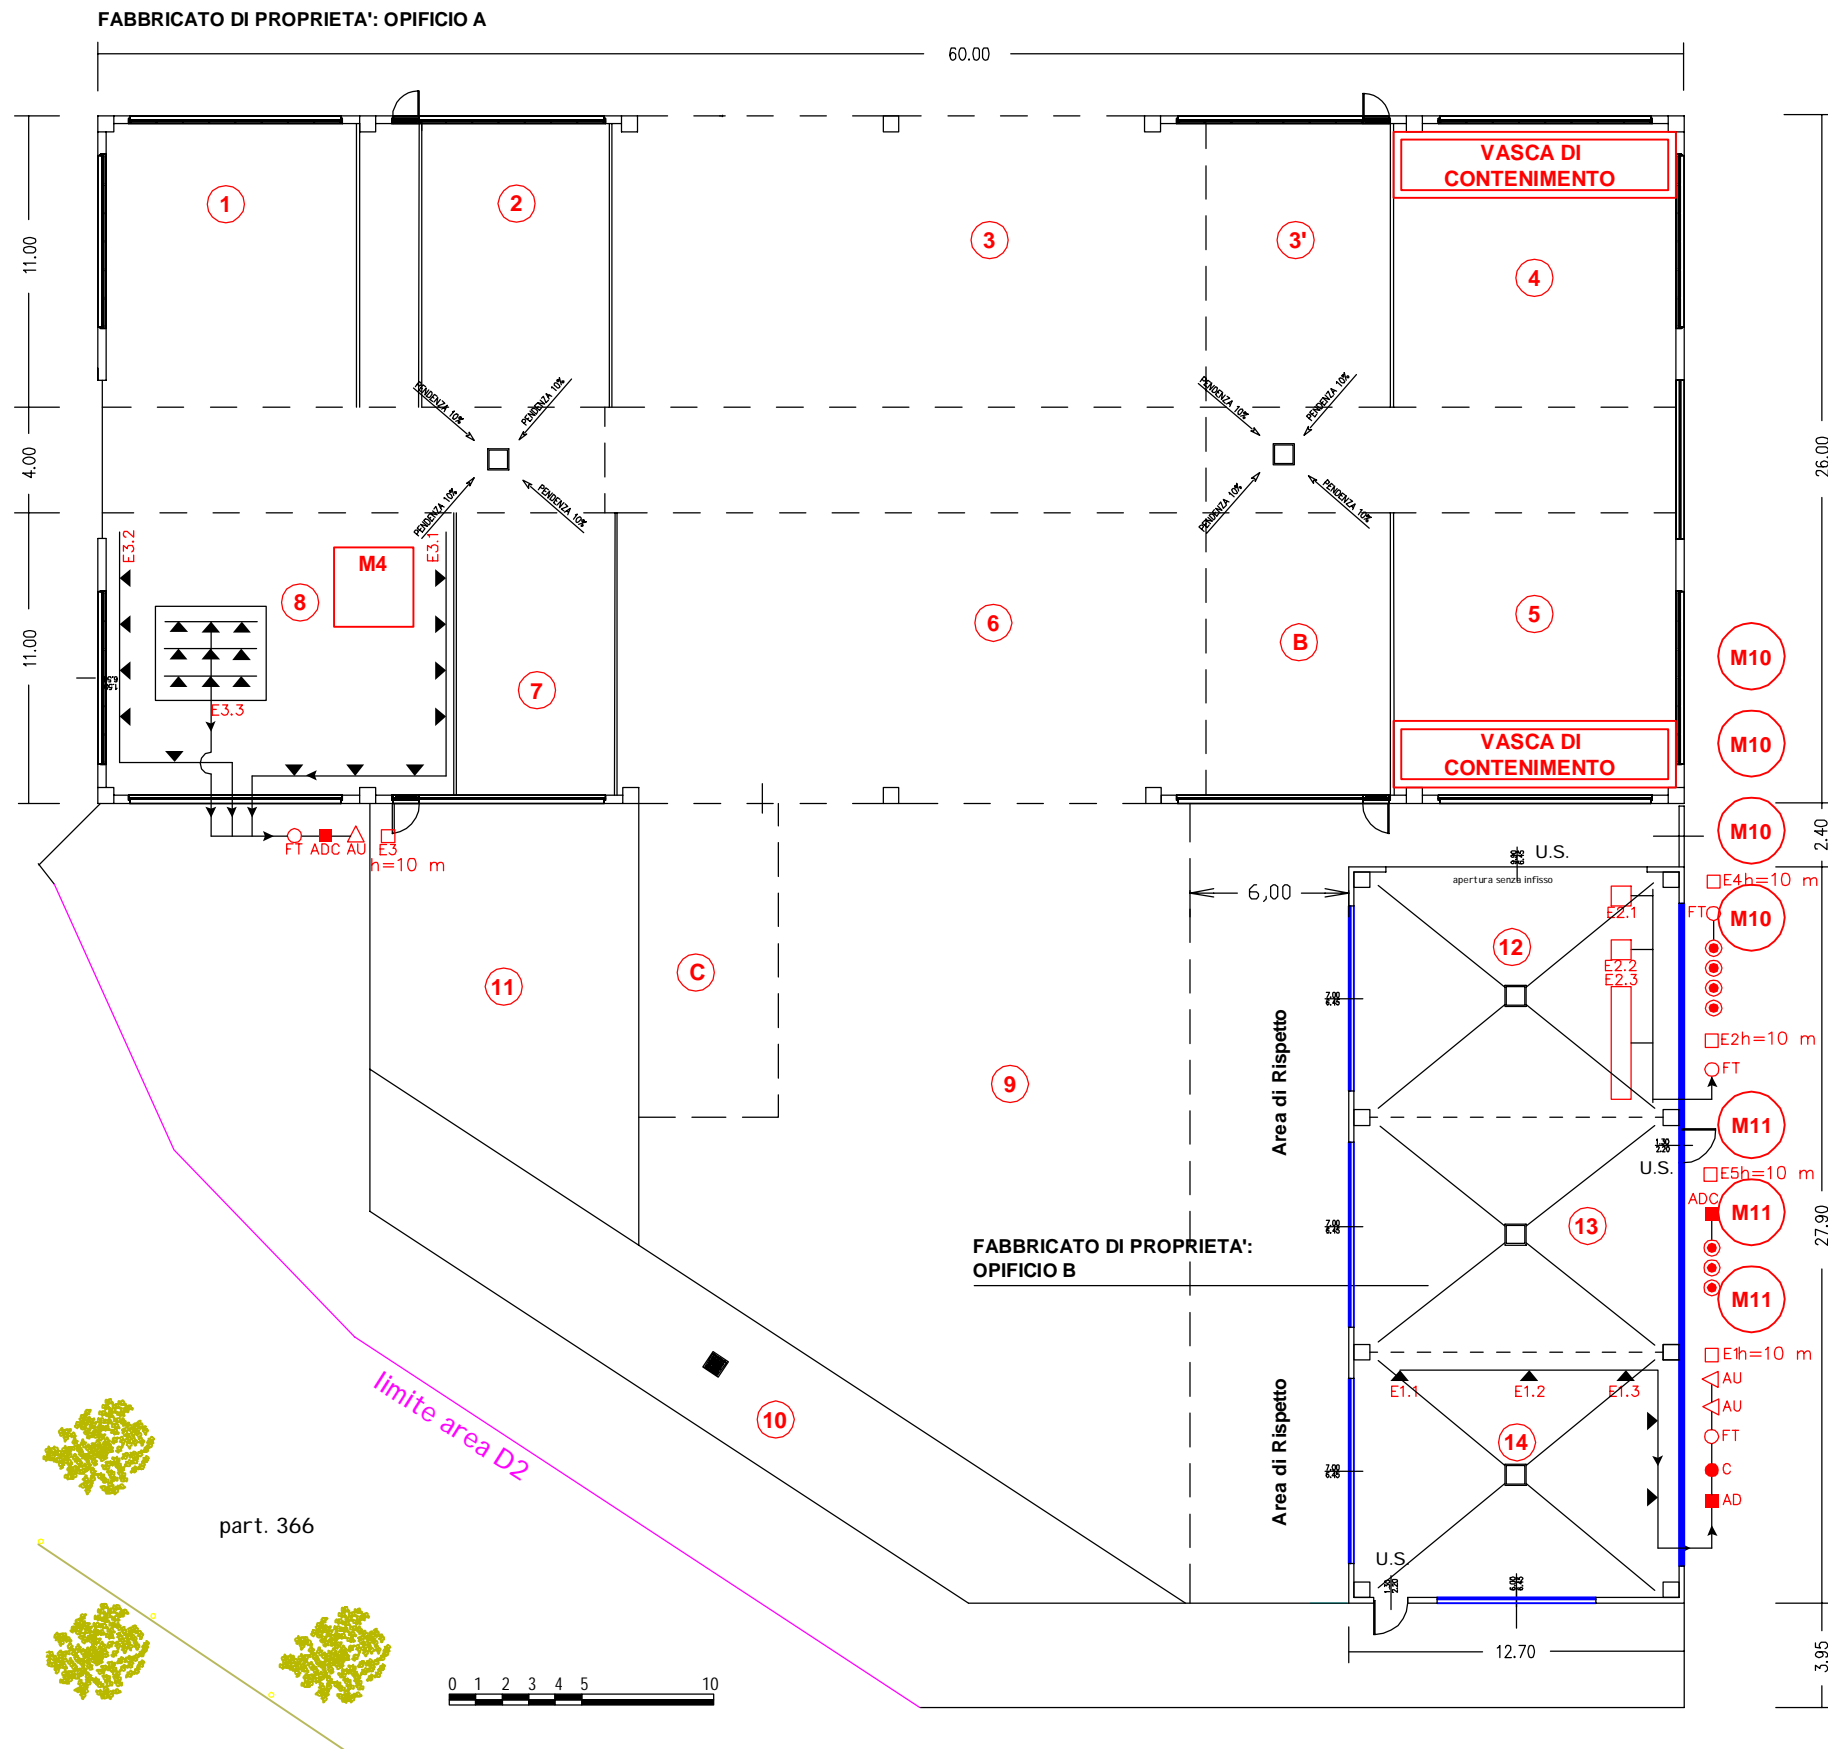 FABBRICATO DI PROPRIETA': OPIFICIO A
60.00
VASCA DI
CONTENIMENTO
1
2
3
3'
4
11.00
PENDENZA 10%
PENDENZA 10%
PENDENZA 10%
PENDENZA 10%
4.00
26.00
PENDENZA 10%
PENDENZA 10%
PENDENZA 10%
PENDENZA 10%
E3.2
E3.1
M4
8
6
B
5
11.00
7
E3.3
M10
M10
VASCA DI
CONTENIMENTO
FT ADC AU E3
h=10 m
M10
2.40
U.S.
apertura senza infisso
E4h=10 m
6,00
E2.1
FT
M10
12
E2.2
E2.3
C
11
E2h=10 m
FT
Area di Rispetto
9
M11
U.S.
E5h=10 m
ADC
M11
13
27.90
FABBRICATO DI PROPRIETA':
OPIFICIO B
M11
E1h=10 m
AU
E1.1
E1.2
E1.3
AU
limite area D2
10
Area di Rispetto
14
FT
C
AD
part. 366
U.S.
12.70
3.95
0 1 2 3 4 5 10